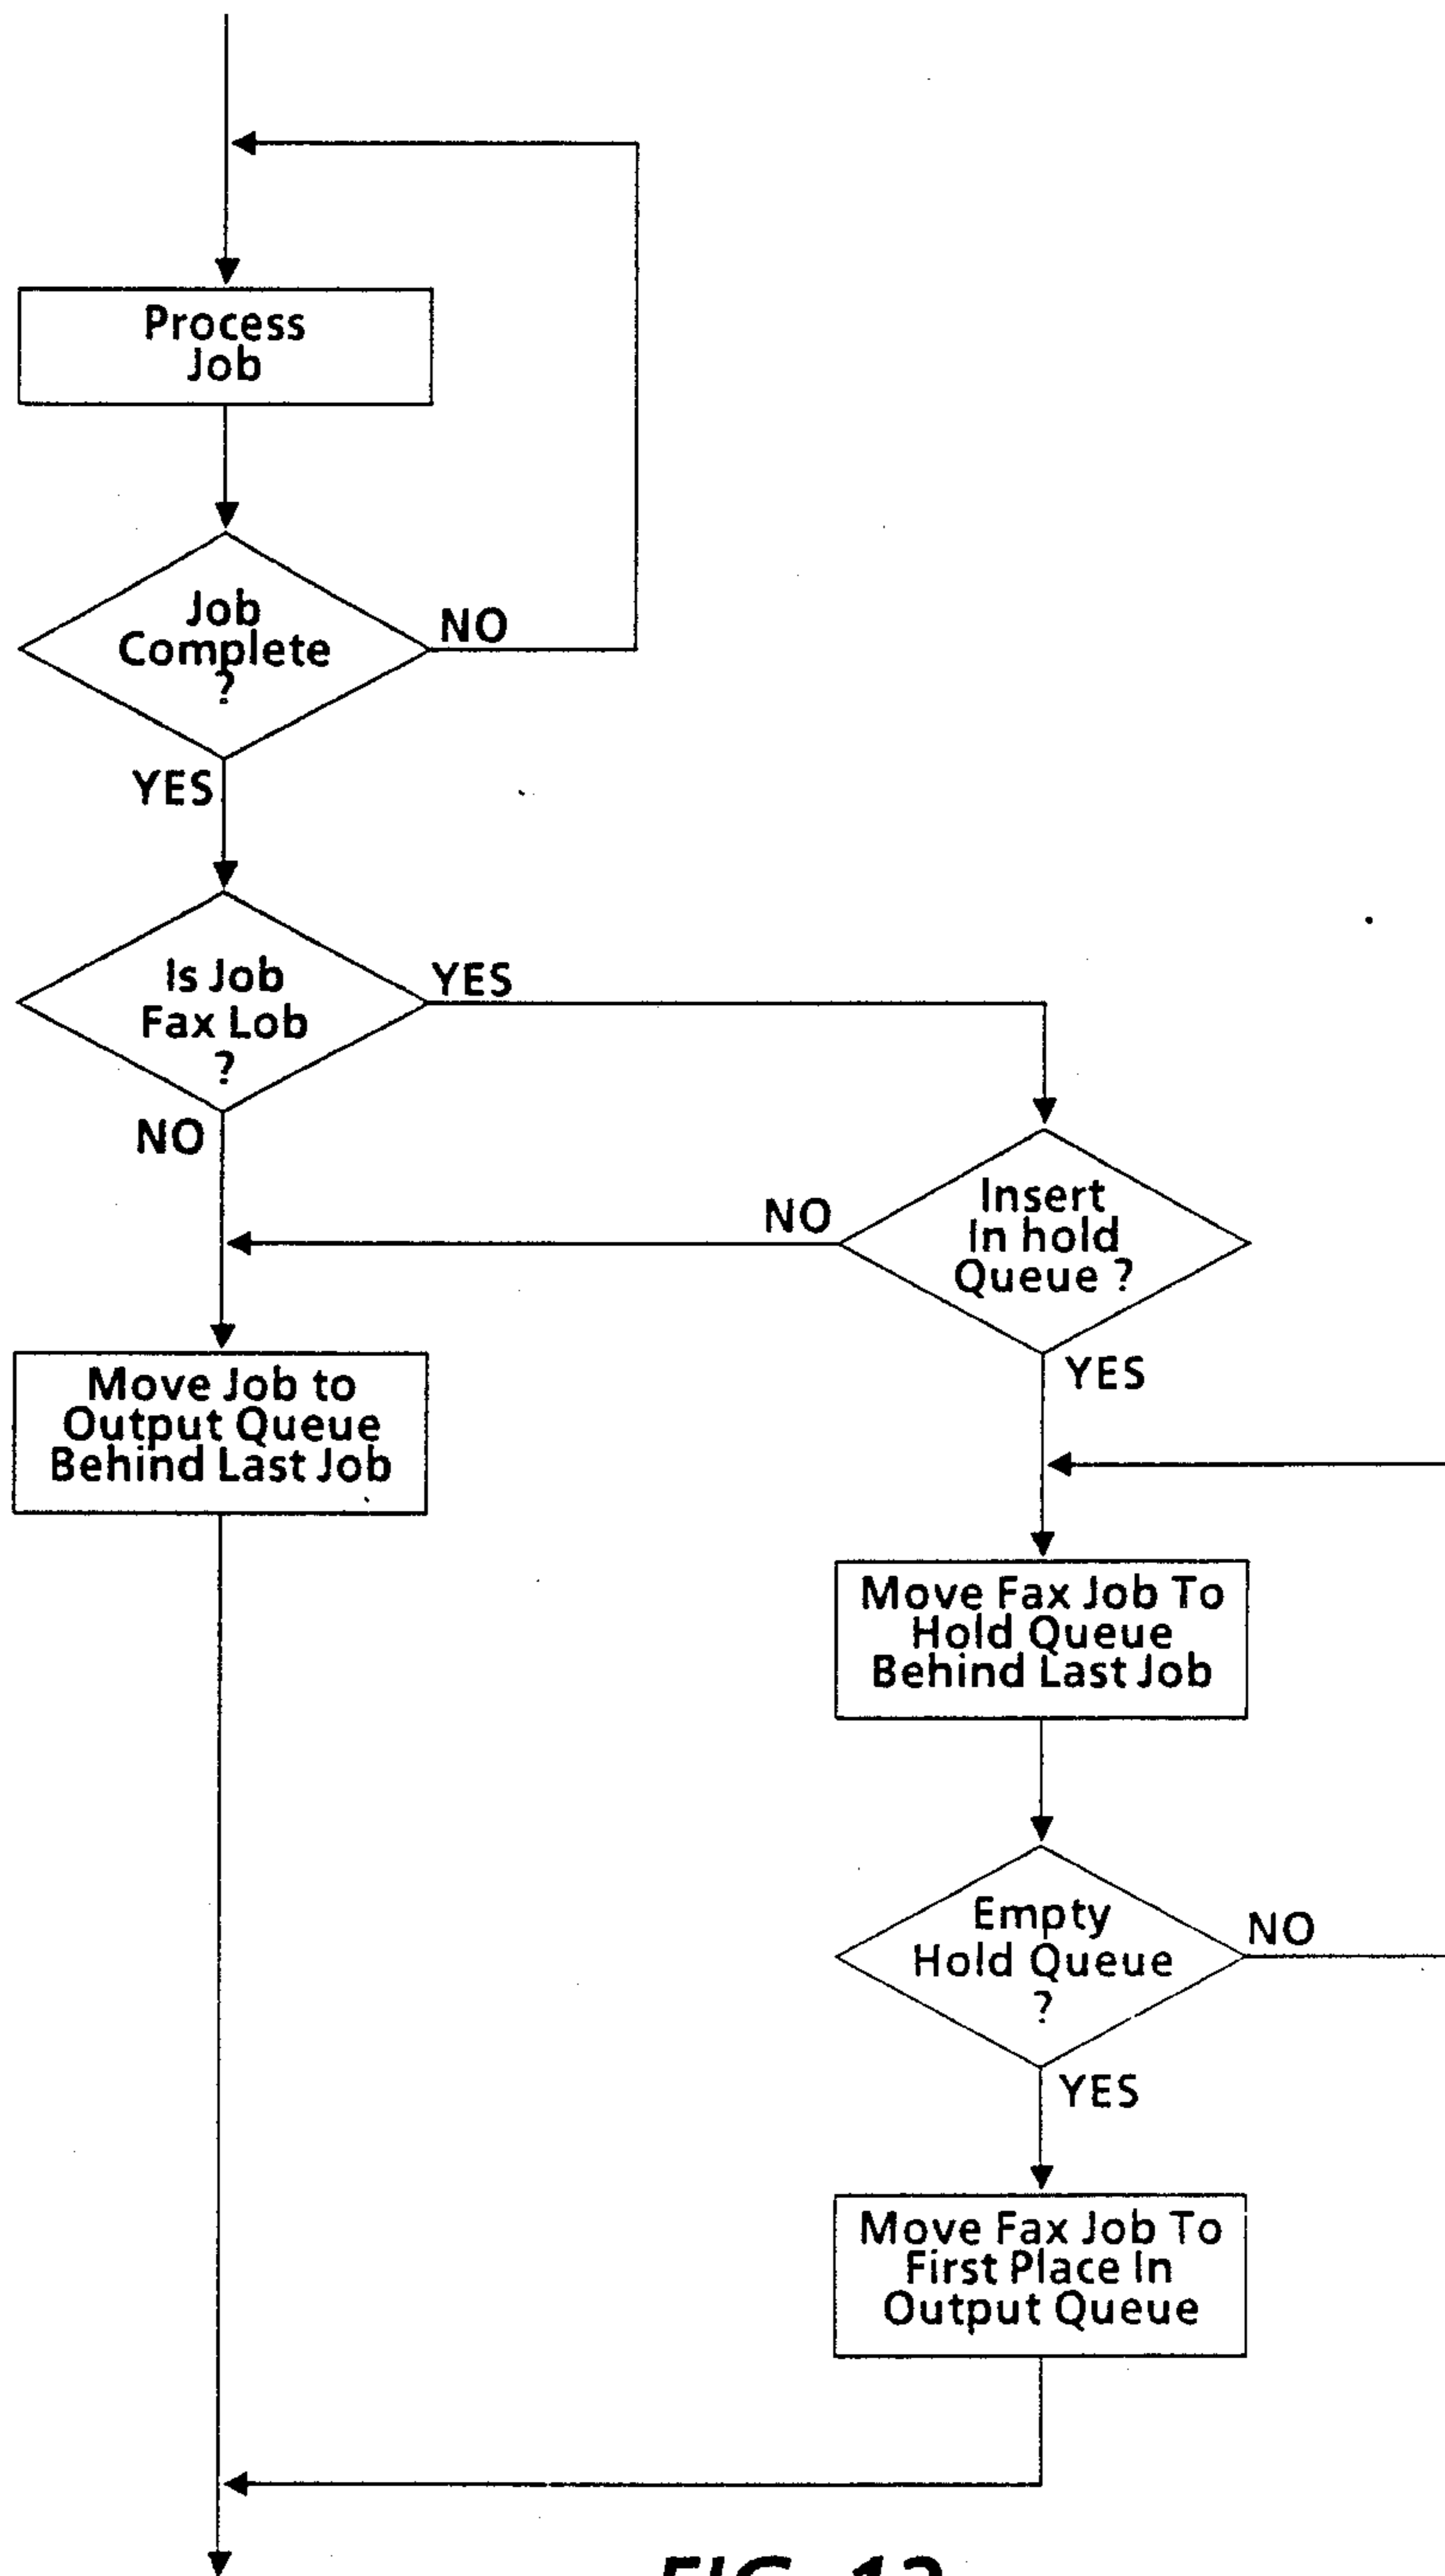 Process
Job
Job
Complete
?
NO
YES
Is Job
Fax Lob
?
YES
NO
Insert
In hold
Queue ?
NO
YES
Move Job to
Output Queue
Behind Last Job
Move Fax Job To
Hold Queue
Behind Last Job
Empty
Hold Queue
?
NO
YES
Move Fax Job To
First Place In
Output Queue